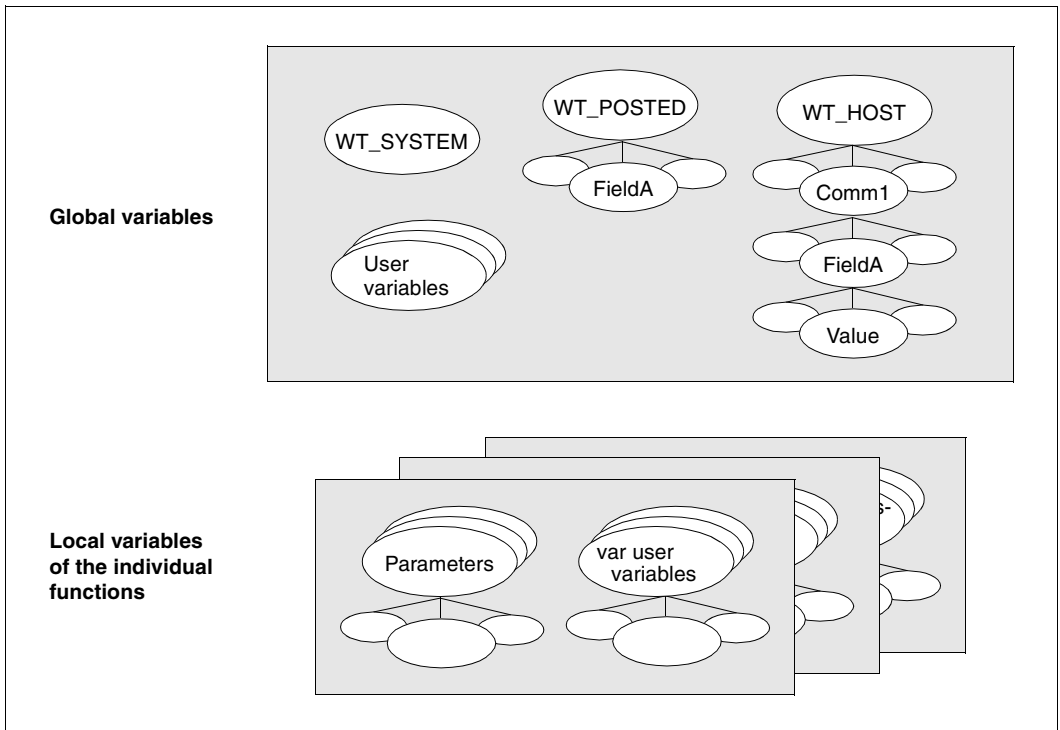 WT_SYSTEM
WT_POSTED
WT_HOST
FieldA
Comm1
Global variables
User
variables
FieldA
Value
Local variables
of the individual
functions
Parameters
var user
variables
s-